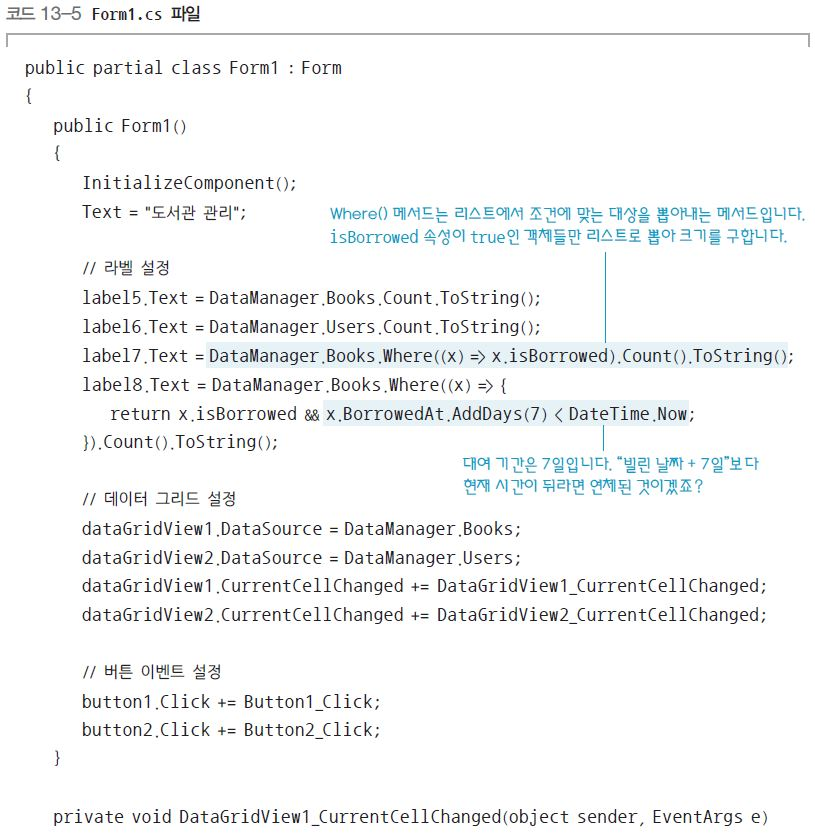 코드 13-5 Form1.cs 파일
public partial class Form1 : Form
{
public Form1()
{
InitializeComponent();
Text = "도서관 관리";
Where() 메서드는 리스트에서 조건에 맞는 대상을 뽑아내는 메서드입니다.
isBorrowed 속성이 true인 객체들만 리스트로 뽑아 크기를 구합니다.
// 라벨 설정
label5.Text = DataManager.Books.Count.ToString();
label6.Text = DataManager.Users.Count.ToString();
label7.Text = DataManager.Books.Where((x) => x.isBorrowed).Count().ToString();
label8.Text = DataManager.Books.Where((x) => {
return x.isBorrowed && x.BorrowedAt.AddDays(7) < DateTime.Now;
}).Count().ToString();
대여 기간은 7일입니다. “빌린 날짜 + 7일”보다
현재 시간이 뒤라면 연체된 것이겠죠?
// 데이터 그리드 설정
dataGridView1.DataSource = DataManager.Books;
dataGridView2.DataSource = DataManager.Users;
dataGridView1.CurrentCellChanged += DataGridView1_CurrentCellChanged;
dataGridView2.CurrentCellChanged += DataGridView2_CurrentCellChanged;
// 버튼 이벤트 설정
button1.Click += Button1_Click;
button2.Click += Button2_Click;
}
private void DataGridView1_CurrentCellChanged(object sender, EventArgs e)